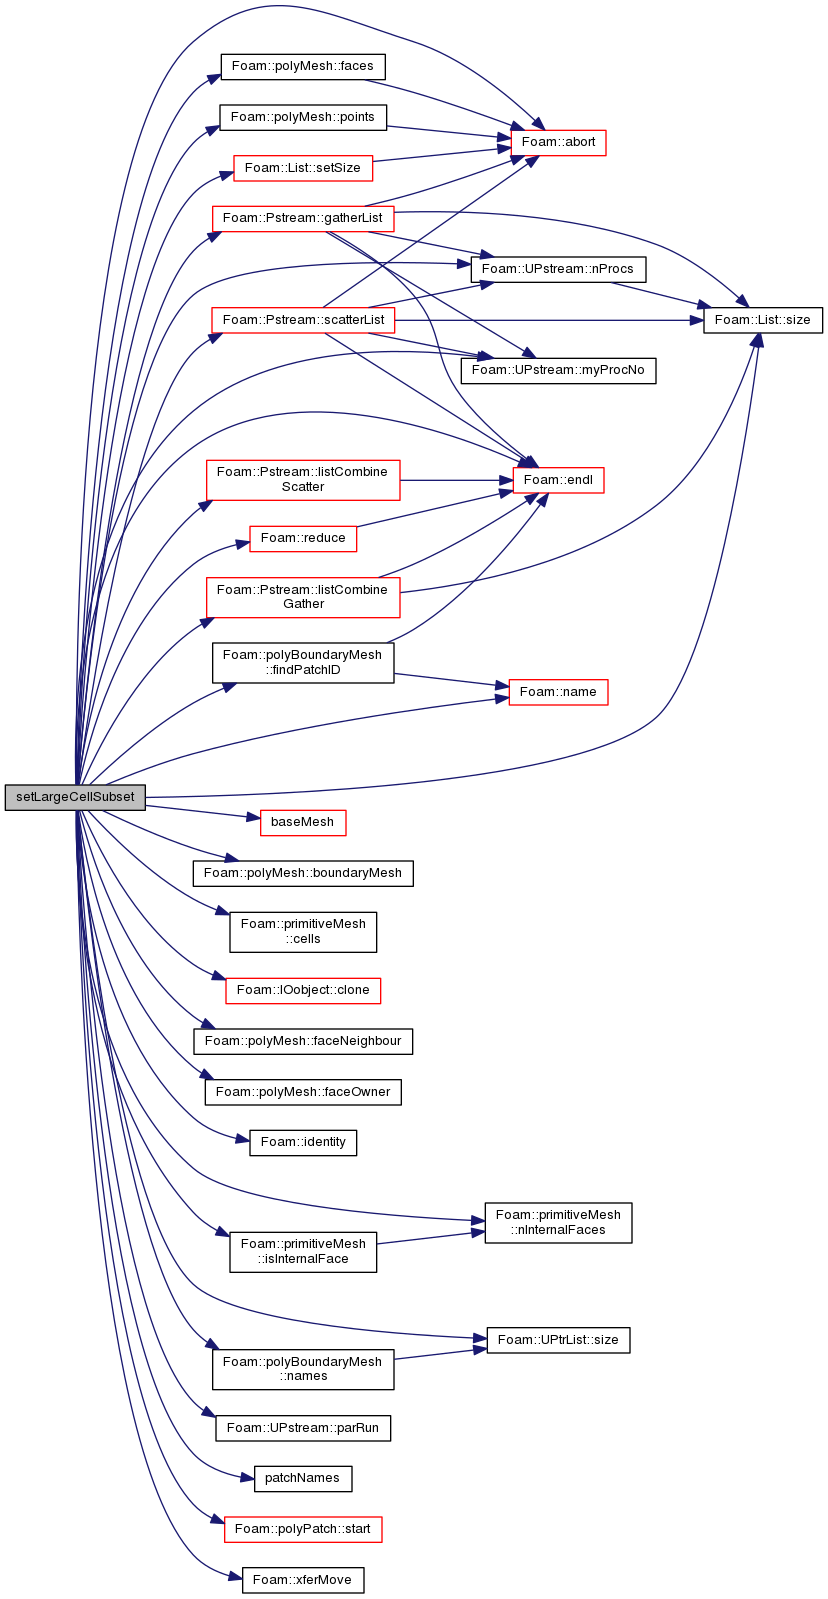 Foam::polyMesh::faces
Foam::polyMesh::points
Foam::abort
Foam::List::setSize
Foam::Pstream::gatherList
Foam::UPstream::nProcs
Foam::Pstream::scatterList
Foam::List::size
Foam::UPstream::myProcNo
Foam::Pstream::listCombine
Scatter
Foam::endl
Foam::reduce
Foam::Pstream::listCombine
Gather
Foam::polyBoundaryMesh
::findPatchID
Foam::name
setLargeCellSubset
baseMesh
Foam::polyMesh::boundaryMesh
Foam::primitiveMesh
::cells
Foam::IOobject::clone
Foam::polyMesh::faceNeighbour
Foam::polyMesh::faceOwner
Foam::identity
Foam::primitiveMesh
::nInternalFaces
Foam::primitiveMesh
::isInternalFace
Foam::UPtrList::size
Foam::polyBoundaryMesh
::names
Foam::UPstream::parRun
patchNames
Foam::polyPatch::start
Foam::xferMove